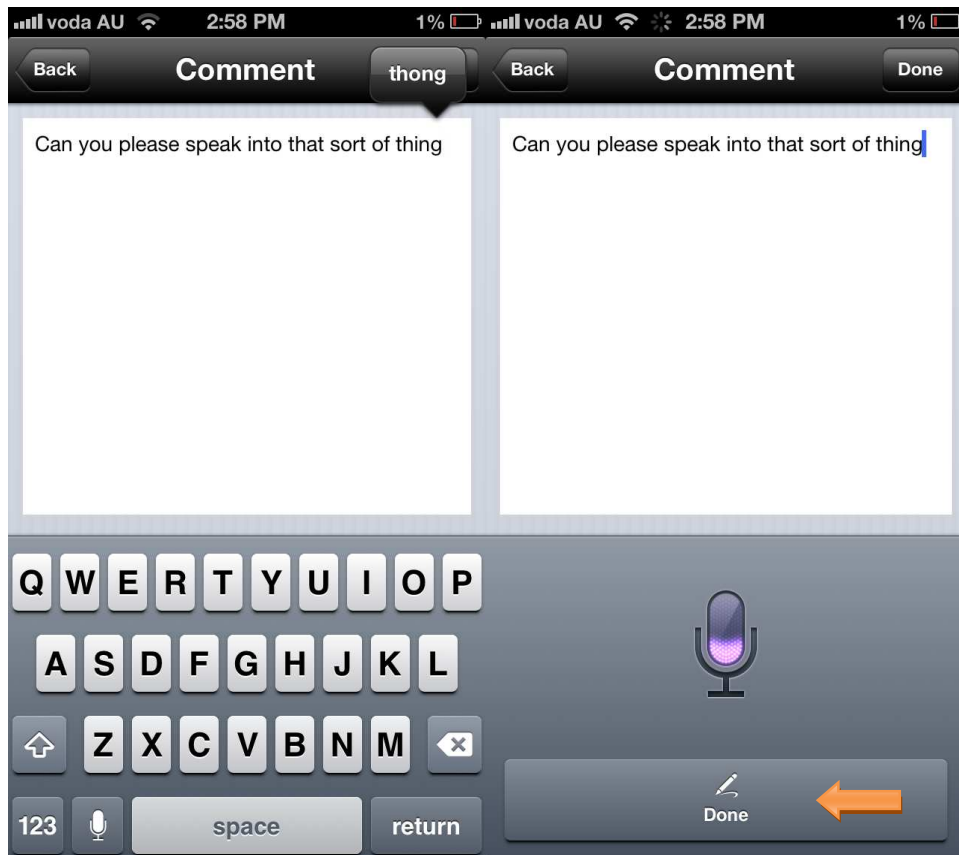 voda AU 2:58 PM 1%
Back Comment thong
Can you please speak into that sort of thing
Q W E R T Y U I O P
A S D F G H J K L
Z X C V B N M
123 space return
voda AU 2:58 PM 1%
Back Comment Done
Can you please speak into that sort of thing
Done